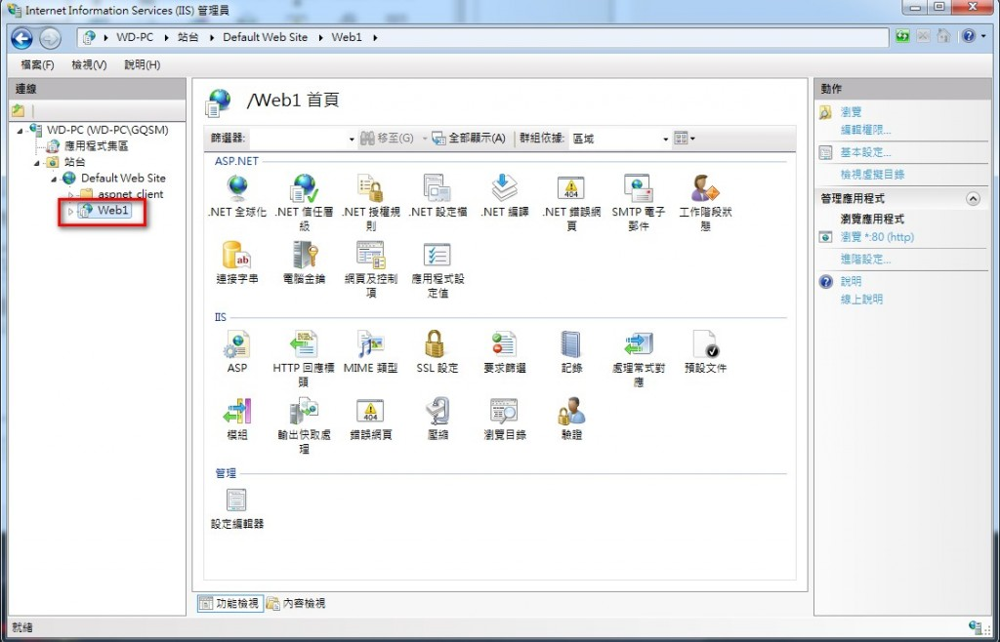 Internet Information Services (IIS) 管理員
WD-PC 站台 Default Web Site Web1
檔案(F) 檢視(V) 說明(H)
連線
WD-PC (WD-PC\GQSM)
應用程式集區
站台
Default Web Site
aspnet_client
Web1
/Web1 首頁
篩選器: 移至(G) 全部顯示(A) 群組依據: 區域
ASP.NET
.NET 全球化
.NET 信任層
級
.NET 授權規
則
.NET 設定檔
.NET 編譯
.NET 錯誤網
頁
SMTP 電子
郵件
工作階段狀
態
連接字串
電腦金鑰
網頁及控制
項
應用程式設
定值
IIS
ASP
HTTP 回應標
頭
MIME 類型
SSL 設定
要求篩選
記錄
處理常式對
應
預設文件
模組
輸出快取處
理
404
錯誤網頁
壓縮
瀏覽目錄
驗證
管理
設定編輯器
功能檢視 內容檢視
動作
瀏覽
編輯權限...
基本設定...
檢視虛擬目錄
管理應用程式
瀏覽應用程式
瀏覽 *:80 (http)
進階設定...
說明
線上說明
就緒